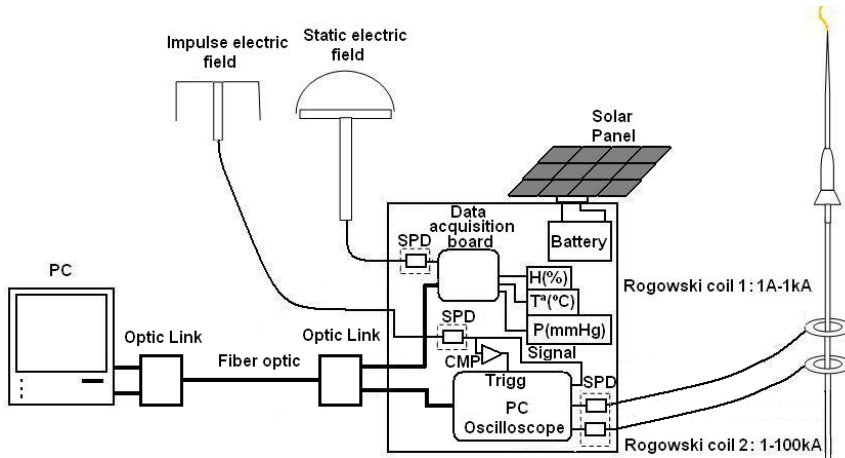 Impulse electric
field
Static electric
field
Solar
Panel
Data
acquisition
board
SPD
Battery
PC
H(%)
Tª(ºC)
P(mmHg)
Rogowski coil 1: 1A-1kA
Optic Link
Optic Link
SPD
Fiber optic
CMP
Signal
Trigg
SPD
PC
Oscilloscope
Rogowski coil 2: 1-100kA